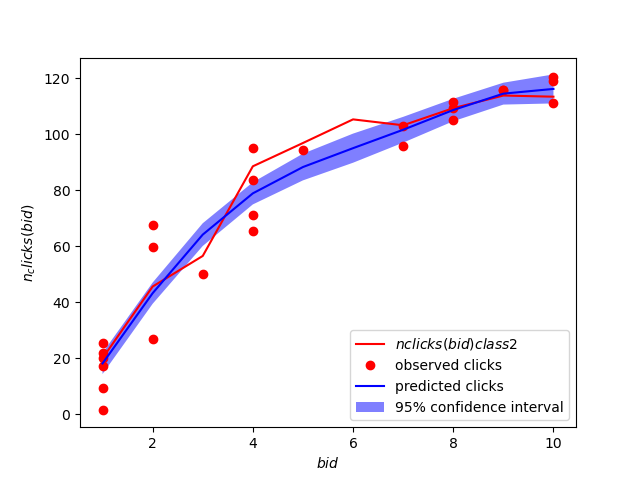 120
100
80
60
40
20
0
n_clicks(bid)
2
4
6
8
10
bid
nclicks(bid)class2
observed clicks
predicted clicks
95% confidence interval